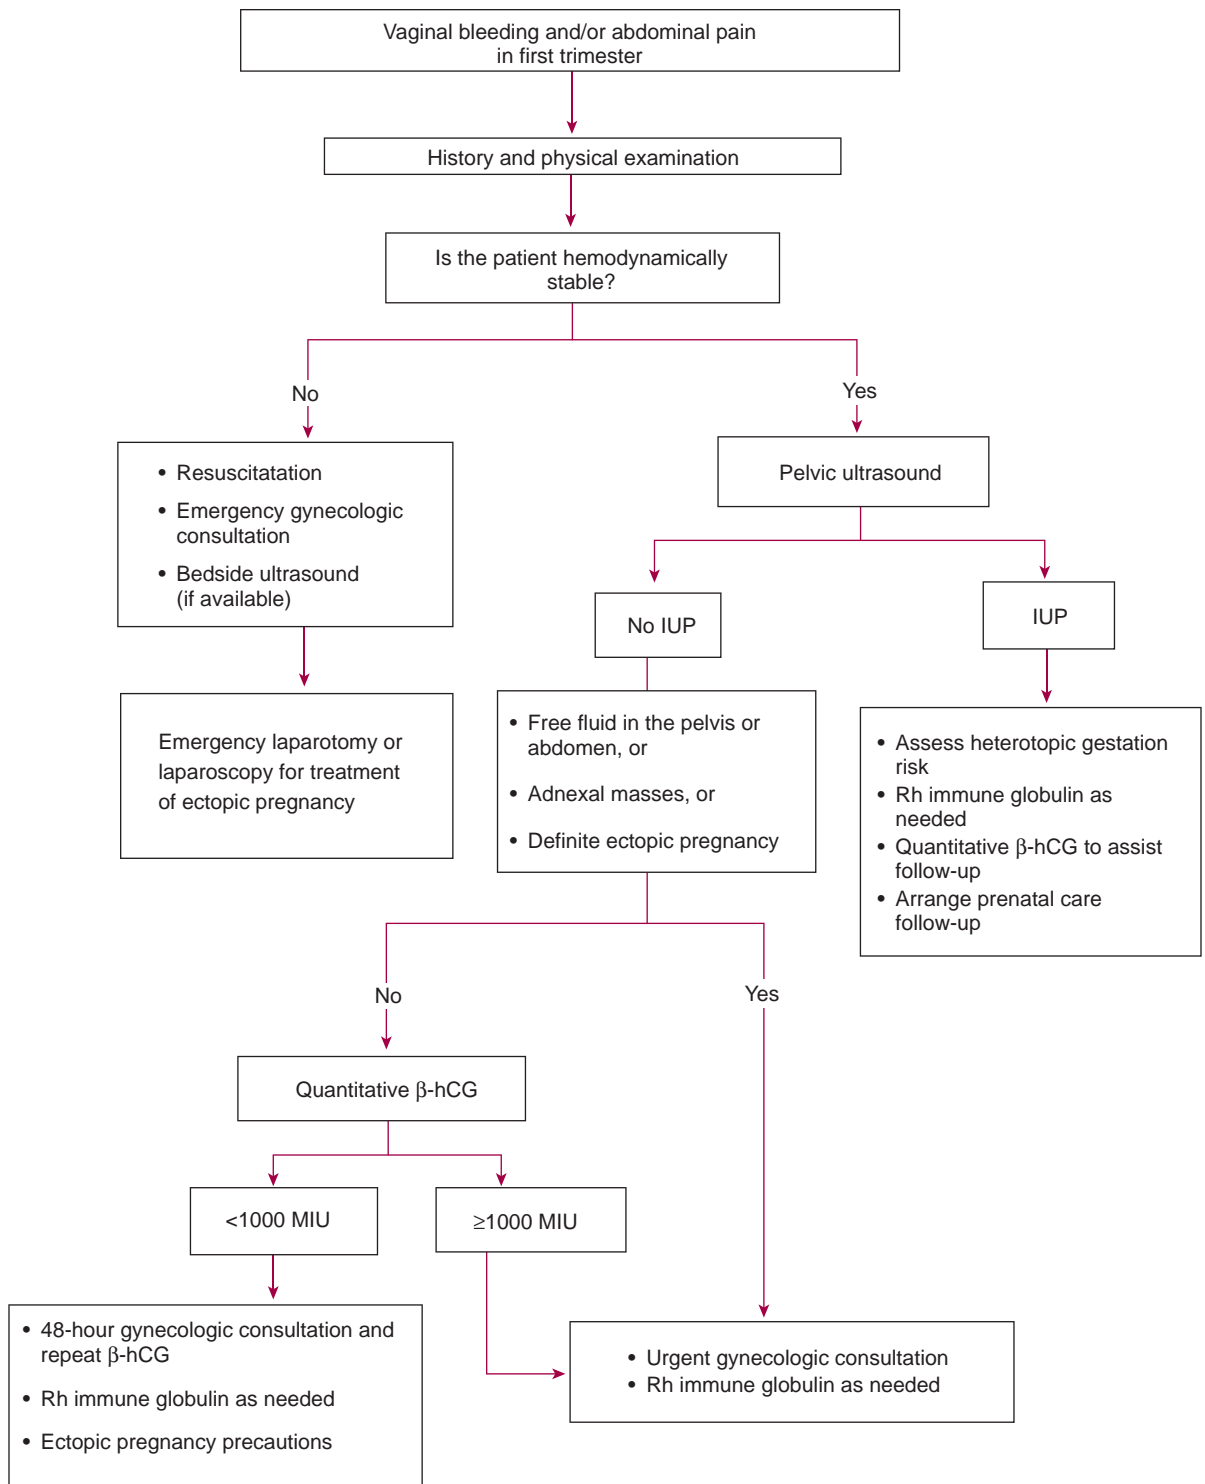 Vaginal bleeding and/or abdominal pain
in first trimester
History and physical examination
Is the patient hemodynamically
stable?
No
Yes
• Resuscitatation
• Emergency gynecologic
consultation
• Bedside ultrasound
(if available)
Pelvic ultrasound
No IUP
IUP
Emergency laparotomy or
laparoscopy for treatment
of ectopic pregnancy
• Free fluid in the pelvis or
abdomen, or
• Adnexal masses, or
• Definite ectopic pregnancy
• Assess heterotopic gestation
risk
• Rh immune globulin as
needed
• Quantitative β-hCG to assist
follow-up
• Arrange prenatal care
follow-up
No
Yes
Quantitative β-hCG
<1000 MIU
≥1000 MIU
• 48-hour gynecologic consultation and
repeat β-hCG
• Rh immune globulin as needed
• Ectopic pregnancy precautions
• Urgent gynecologic consultation
• Rh immune globulin as needed